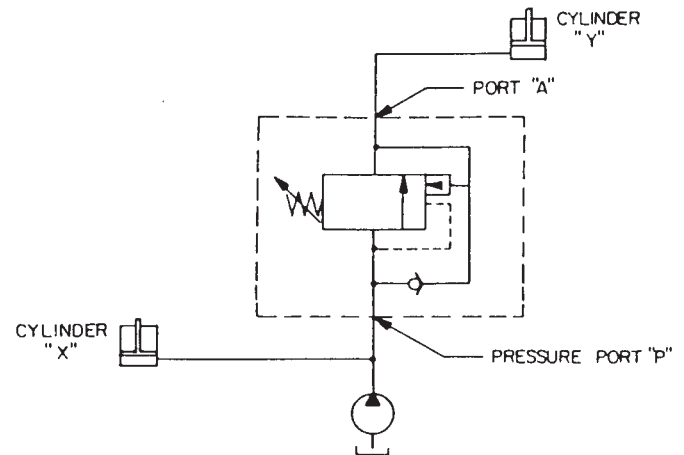 CYLINDER
"Y"
PORT "A"
CYLINDER
"X"
PRESSURE PORT "P"